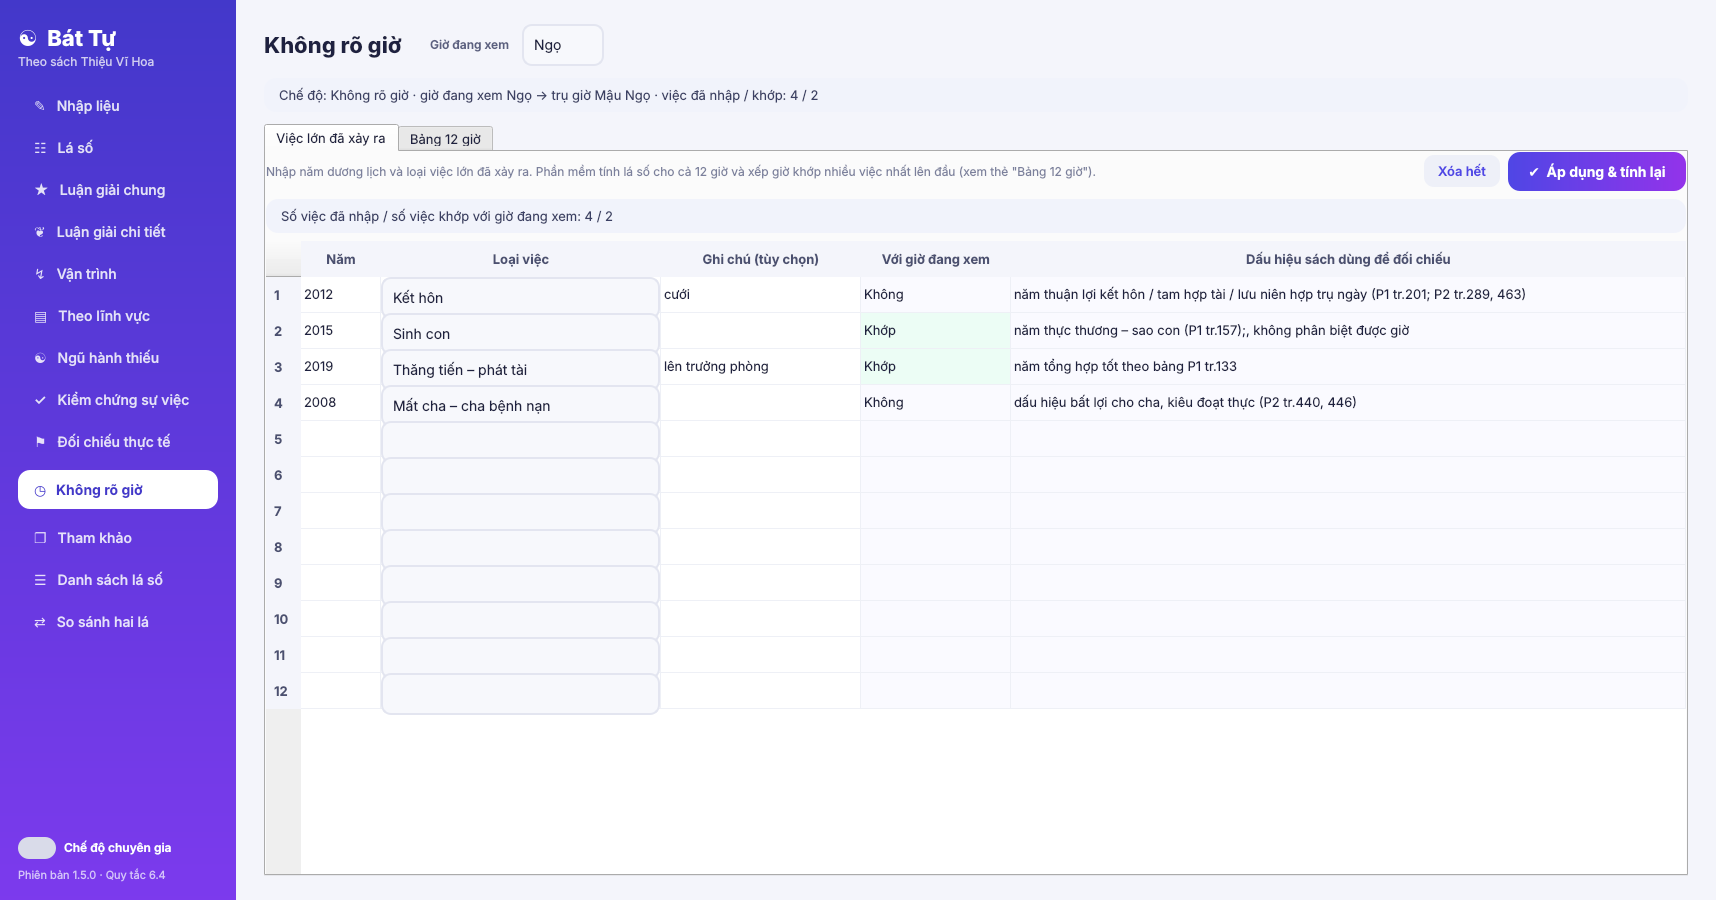 Bát Tự
Theo sách Thiệu Vĩ Hoa
Nhập liệu
Lá số
Luận giải chung
Luận giải chi tiết
Vận trình
Theo lĩnh vực
Ngũ hành thiếu
Kiểm chứng sự việc
Đối chiếu thực tế
Không rõ giờ
Tham khảo
Danh sách lá số
So sánh hai lá
Chế độ chuyên gia
Phiên bản 1.5.0 · Quy tắc 6.4
Không rõ giờ Giờ đang xem Ngọ
Chế độ: Không rõ giờ · giờ đang xem Ngọ → trụ giờ Mậu Ngọ · việc đã nhập / khớp: 4 / 2
Việc lớn đã xảy ra Bảng 12 giờ
Nhập năm dương lịch và loại việc lớn đã xảy ra. Phần mềm tính lá số cho cả 12 giờ và xếp giờ khớp nhiều việc nhất lên đầu (xem thẻ "Bảng 12 giờ"). Xóa hết ✔ Áp dụng & tính lại
Số việc đã nhập / số việc khớp với giờ đang xem: 4 / 2
Năm Loại việc Ghi chú (tùy chọn) Với giờ đang xem Dấu hiệu sách dùng để đối chiếu
1 2012 Kết hôn cưới Không năm thuận lợi kết hôn / tam hợp tài / lưu niên hợp trụ ngày (P1 tr.201; P2 tr.289, 463)
2 2015 Sinh con Khớp năm thực thương – sao con (P1 tr.157);, không phân biệt được giờ
3 2019 Thăng tiến – phát tài lên trưởng phòng Khớp năm tổng hợp tốt theo bảng P1 tr.133
4 2008 Mất cha – cha bệnh nạn Không dấu hiệu bất lợi cho cha, kiêu đoạt thực (P2 tr.440, 446)
5
6
7
8
9
10
11
12